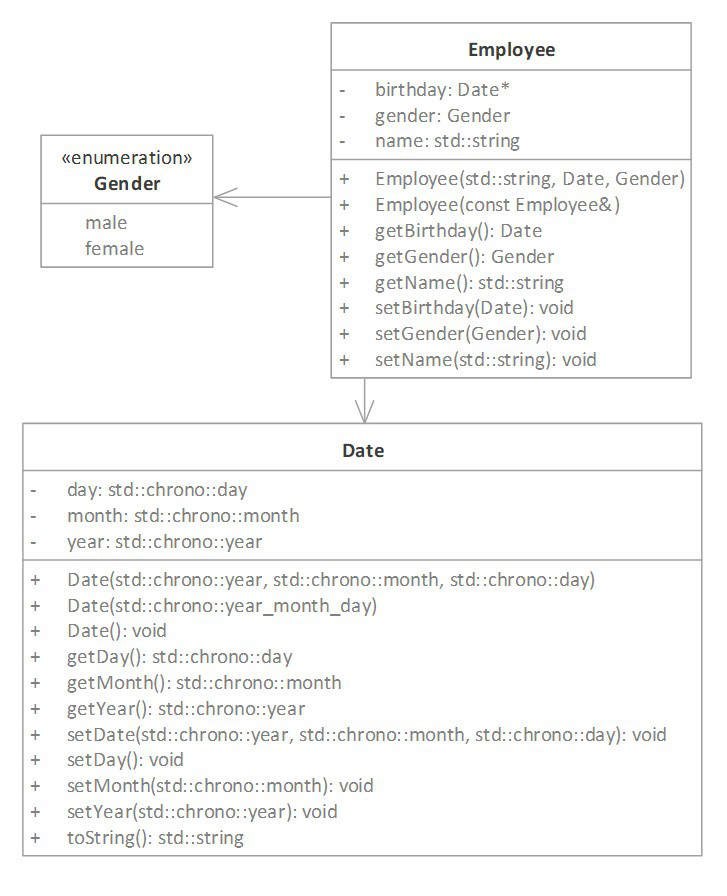 Employee
- birthday: Date*
- gender: Gender
- name: std::string
+ Employee(std::string, Date, Gender)
+ Employee(const Employee&)
+ getBirthday(): Date
+ getGender(): Gender
+ getName(): std::string
+ setBirthday(Date): void
+ setGender(Gender): void
+ setName(std::string): void
«enumeration»
Gender
male
female
Date
- day: std::chrono::day
- month: std::chrono::month
- year: std::chrono::year
+ Date(std::chrono::year, std::chrono::month, std::chrono::day)
+ Date(std::chrono::year_month_day)
+ Date(): void
+ getDay(): std::chrono::day
+ getMonth(): std::chrono::month
+ getYear(): std::chrono::year
+ setDate(std::chrono::year, std::chrono::month, std::chrono::day): void
+ setDay(): void
+ setMonth(std::chrono::month): void
+ setYear(std::chrono::year): void
+ toString(): std::string